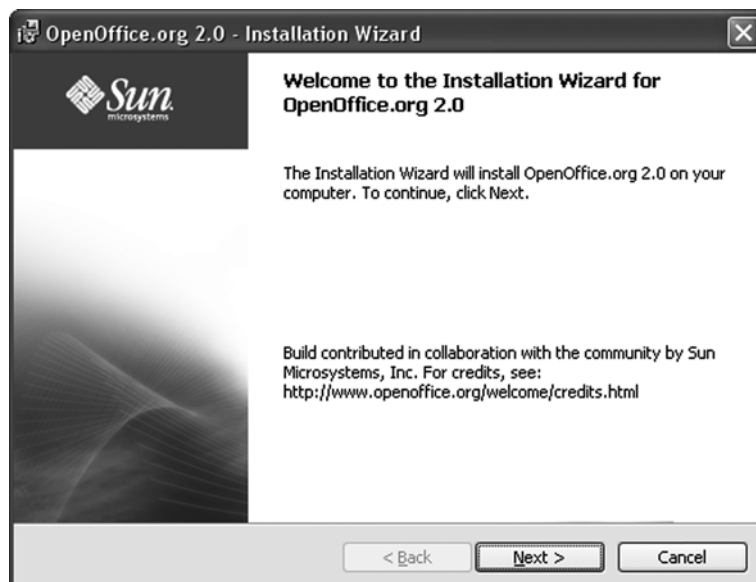 OpenOffice.org 2.0 - Installation Wizard
Sun
microsystems
Welcome to the Installation Wizard for
OpenOffice.org 2.0
The Installation Wizard will install OpenOffice.org 2.0 on your
computer. To continue, click Next.
Build contributed in collaboration with the community by Sun
Microsystems, Inc. For credits, see:
http://www.openoffice.org/welcome/credits.html
< Back
Next >
Cancel